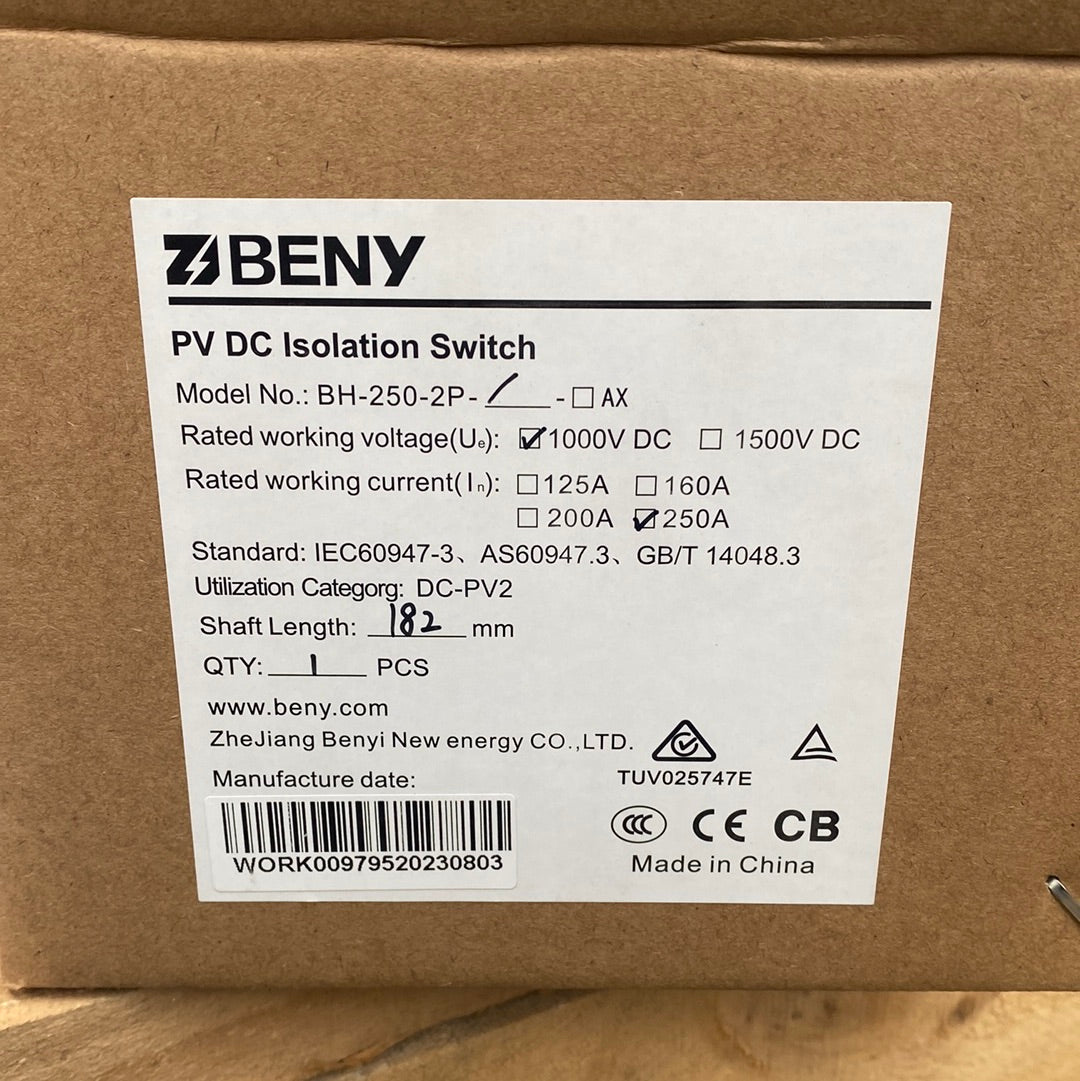 BENY
PV DC Isolation Switch
Model No.: BH-250-2P-/-☐AX
Rated working voltage(Ue): ☑1000V DC ☐ 1500V DC
Rated working current(In): ☐125A ☐160A
☐ 200A ☑250A
Standard: IEC60947-3、AS60947.3、GB/T 14048.3
Utilization Categorg: DC-PV2
Shaft Length: 182 mm
QTY: 1 PCS
www.beny.com
ZheJiang Benyi New energy CO.,LTD.
Manufacture date:
TUV025747E
WORK00979520230803
CCC CE CB
Made in China